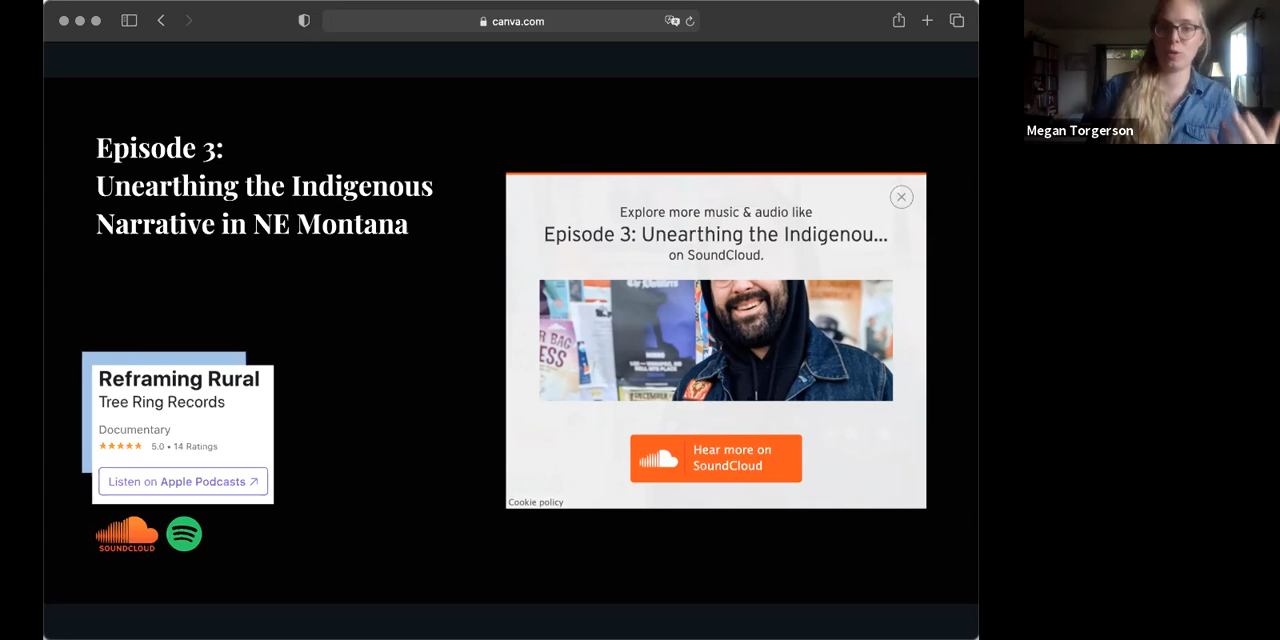 canva.com
Megan Torgerson
Episode 3:
Unearthing the Indigenous
Narrative in NE Montana
Explore more music & audio like
Episode 3: Unearthing the Indigenou...
on SoundCloud.
Hear more on
SoundCloud
Cookie policy
Reframing Rural
Tree Ring Records
Documentary
5.0 • 14 Ratings
Listen on Apple Podcasts ↗
SOUNDCLOUD